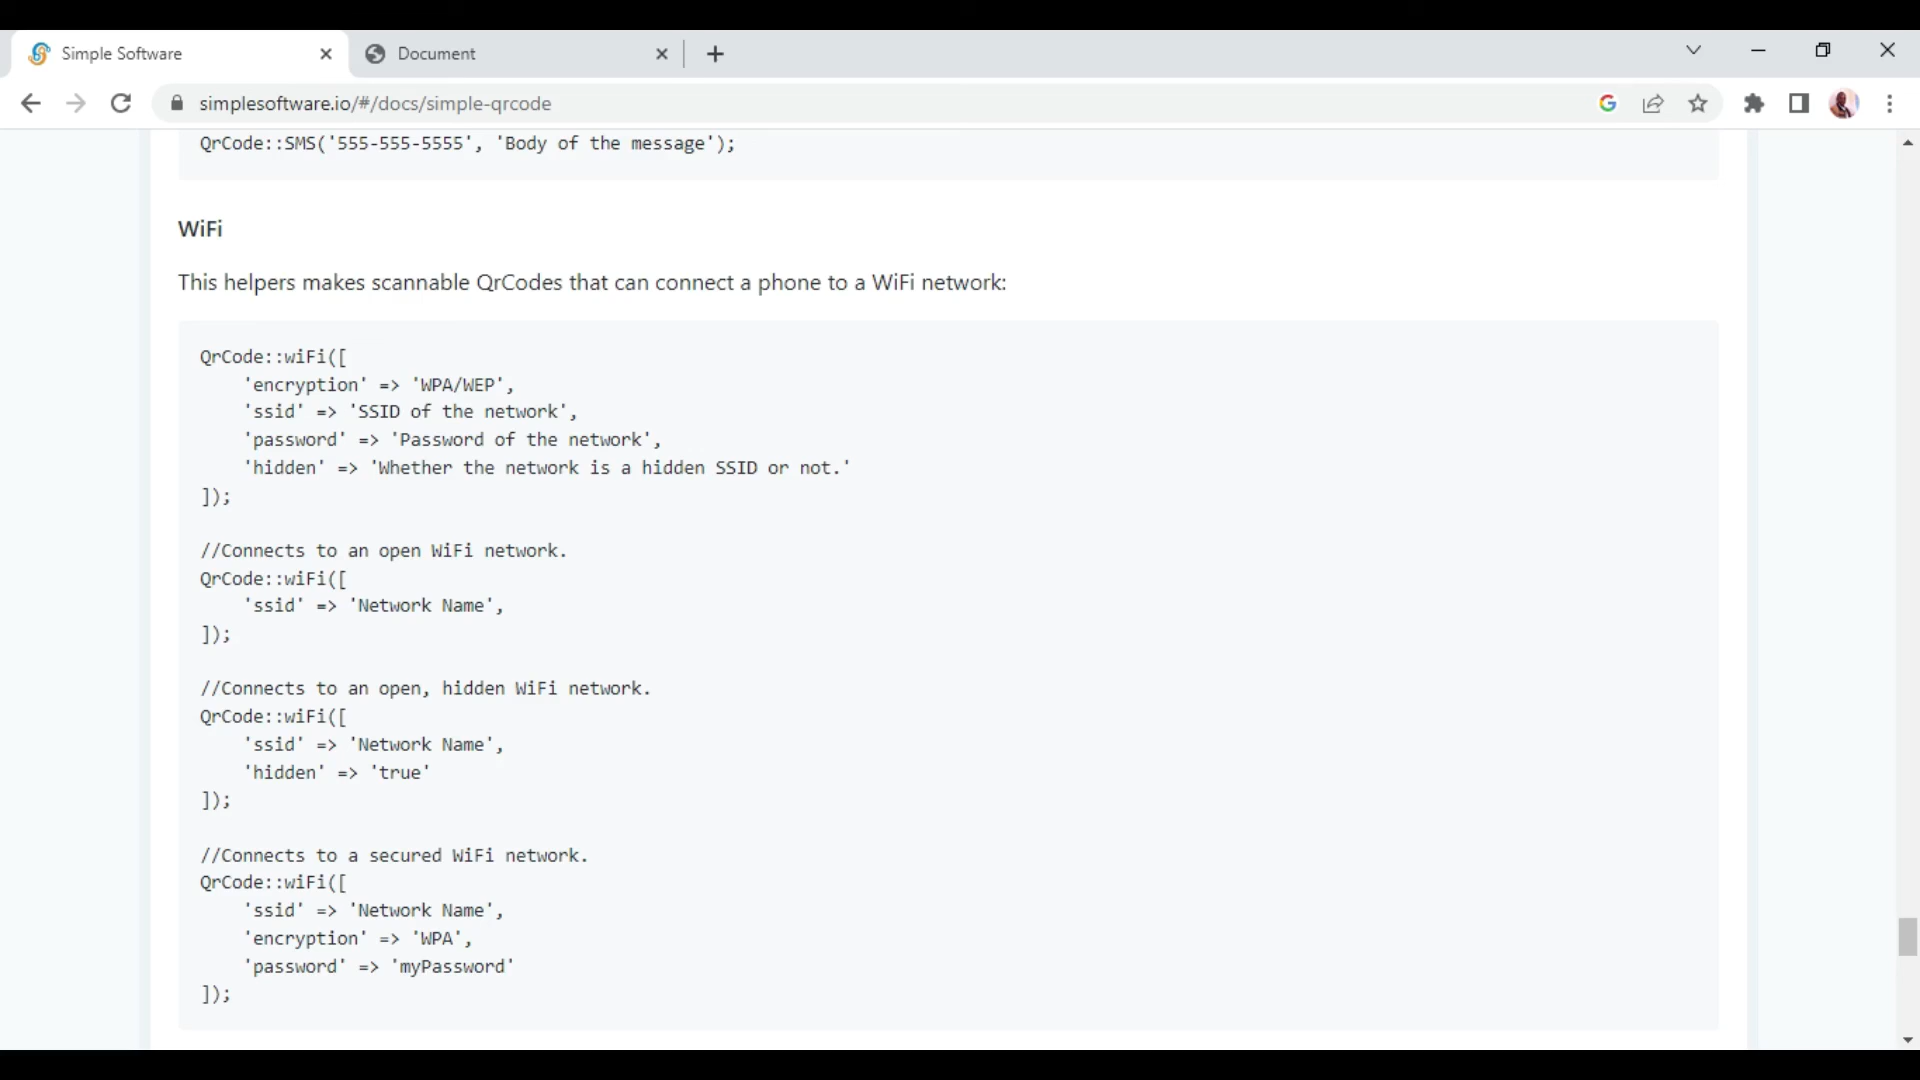 Simple Software
Document
simplesoftware.io/#/docs/simple-qrcode
QrCode::SMS('555-555-5555', 'Body of the message');
WiFi
This helpers makes scannable QrCodes that can connect a phone to a WiFi network:
QrCode::wiFi([
    'encryption' => 'WPA/WEP',
    'ssid' => 'SSID of the network',
    'password' => 'Password of the network',
    'hidden' => 'Whether the network is a hidden SSID or not.'
]);
//Connects to an open WiFi network.
QrCode::wiFi([
    'ssid' => 'Network Name',
]);
//Connects to an open, hidden WiFi network.
QrCode::wiFi([
    'ssid' => 'Network Name',
    'hidden' => 'true'
]);
//Connects to a secured WiFi network.
QrCode::wiFi([
    'ssid' => 'Network Name',
    'encryption' => 'WPA',
    'password' => 'myPassword'
]);